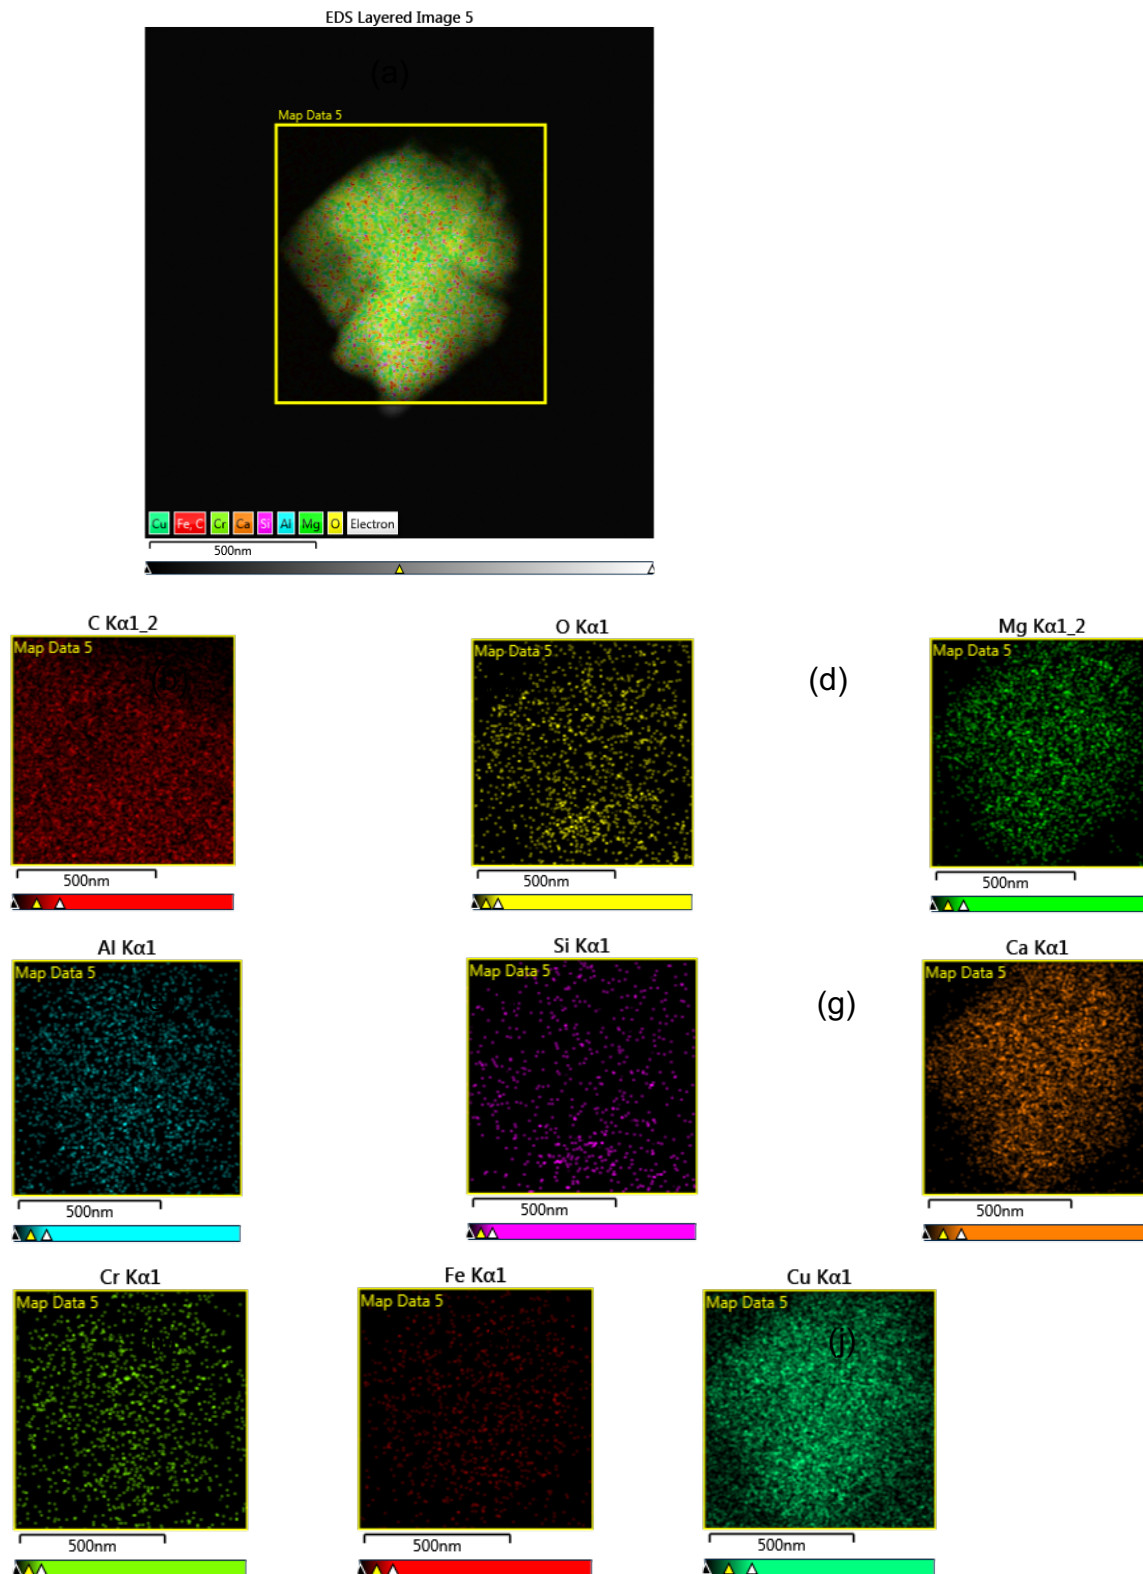 EDS Layered Image 5
(a)
Map Data 5
Cu Fe, C Cr Ca Si Al Mg O Electron
500nm
C Kα1_2
O Kα1
Mg Kα1_2
Map Data 5
Map Data 5
(d)
Map Data 5
500nm
500nm
500nm
Al Kα1
Si Kα1
Ca Kα1
Map Data 5
Map Data 5
(g)
Map Data 5
500nm
500nm
500nm
Cr Kα1
Fe Kα1
Cu Kα1
Map Data 5
Map Data 5
Map Data 5
(j)
500nm
500nm
500nm